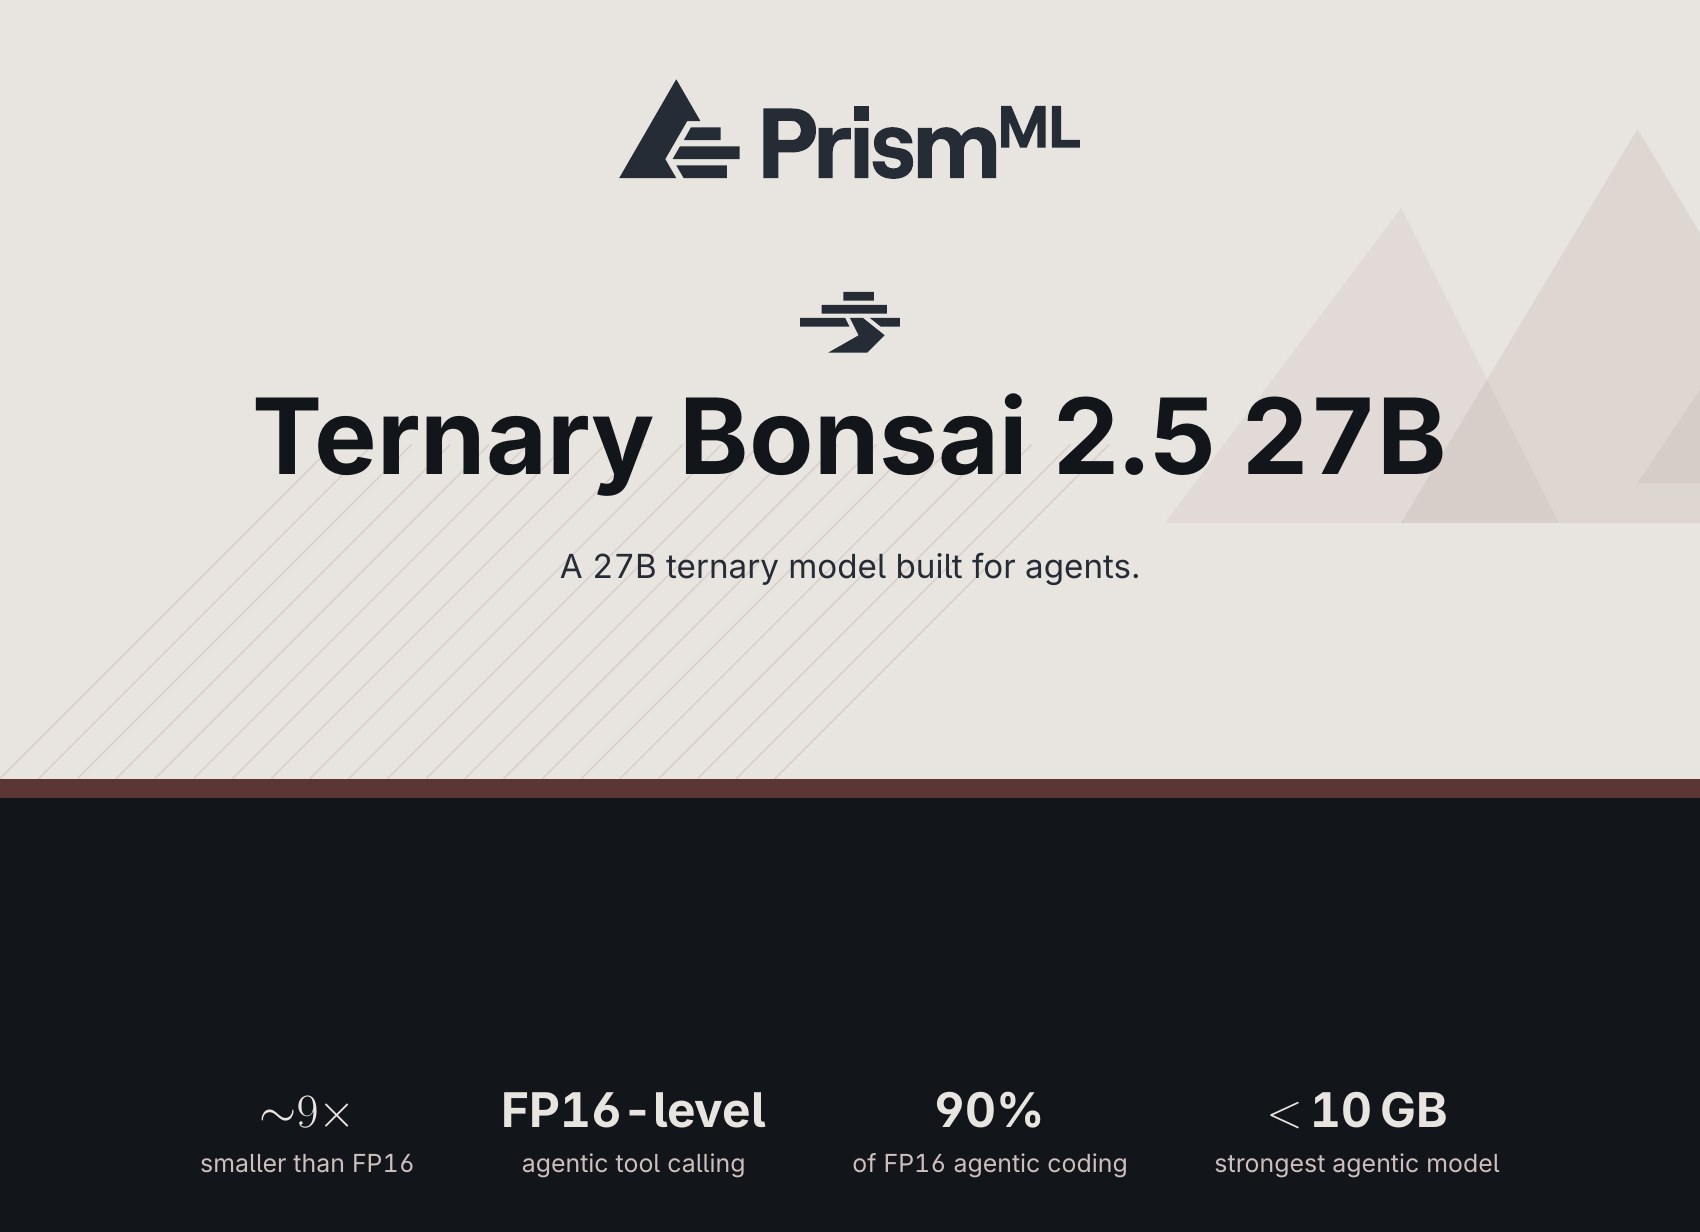 PrismML
Ternary Bonsai 2.5 27B
A 27B ternary model built for agents.
~9× FP16-level 90% < 10 GB
smaller than FP16 agentic tool calling of FP16 agentic coding strongest agentic model